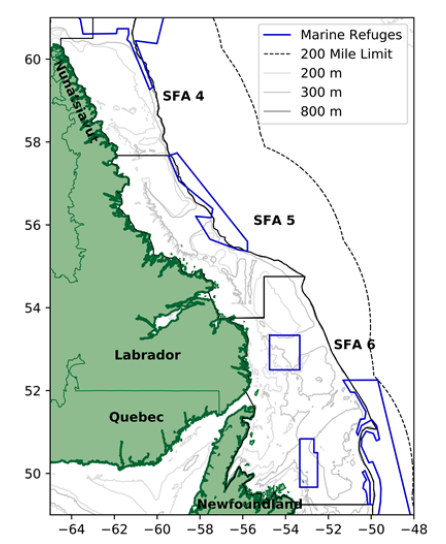 Marine Refuges
200 Mile Limit
200 m
300 m
800 m
60
SFA 4
Nunatsiavut
58
SFA 5
56
54
SFA 6
Labrador
52
Quebec
50
Newfoundland
−64 −62 −60 −58 −56 −54 −52 −50 −48